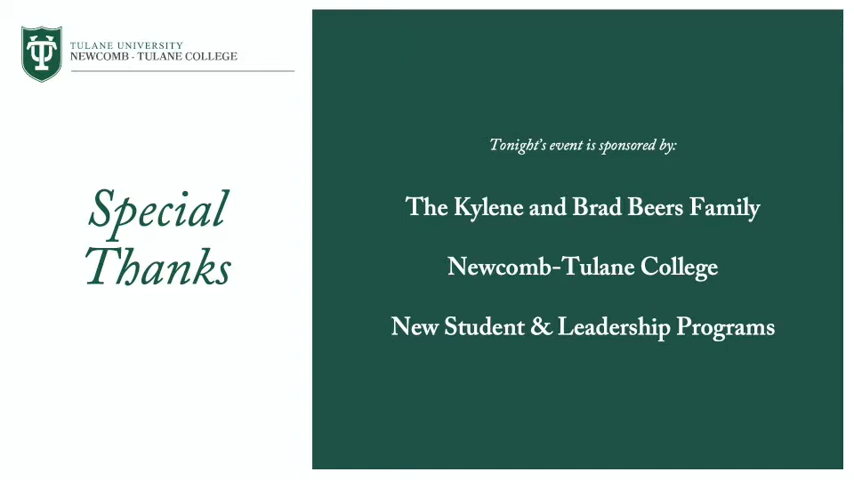 TULANE UNIVERSITY
NEWCOMB - TULANE COLLEGE
Special
Thanks
Tonight's event is sponsored by:
The Kylene and Brad Beers Family
Newcomb-Tulane College
New Student & Leadership Programs